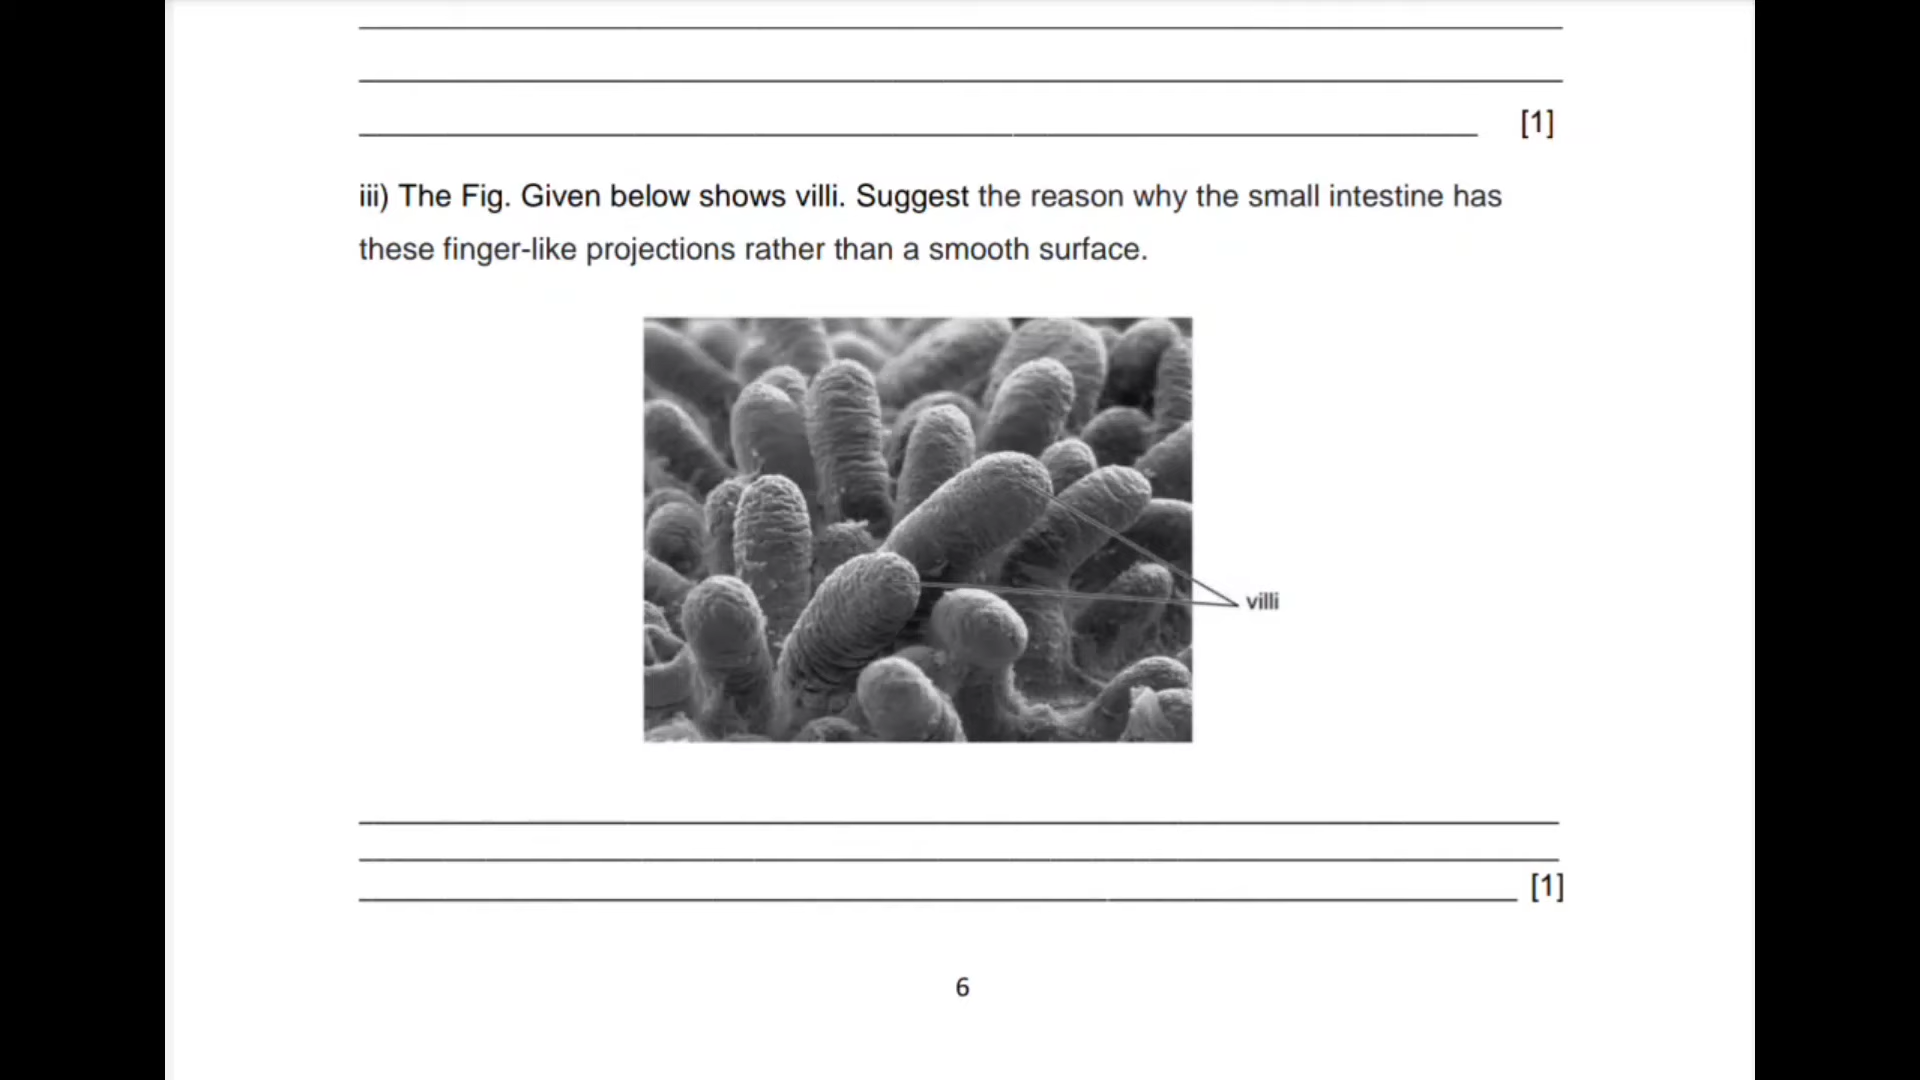 [1]
iii) The Fig. Given below shows villi. Suggest the reason why the small intestine has
these finger-like projections rather than a smooth surface.
villi
[1]
6